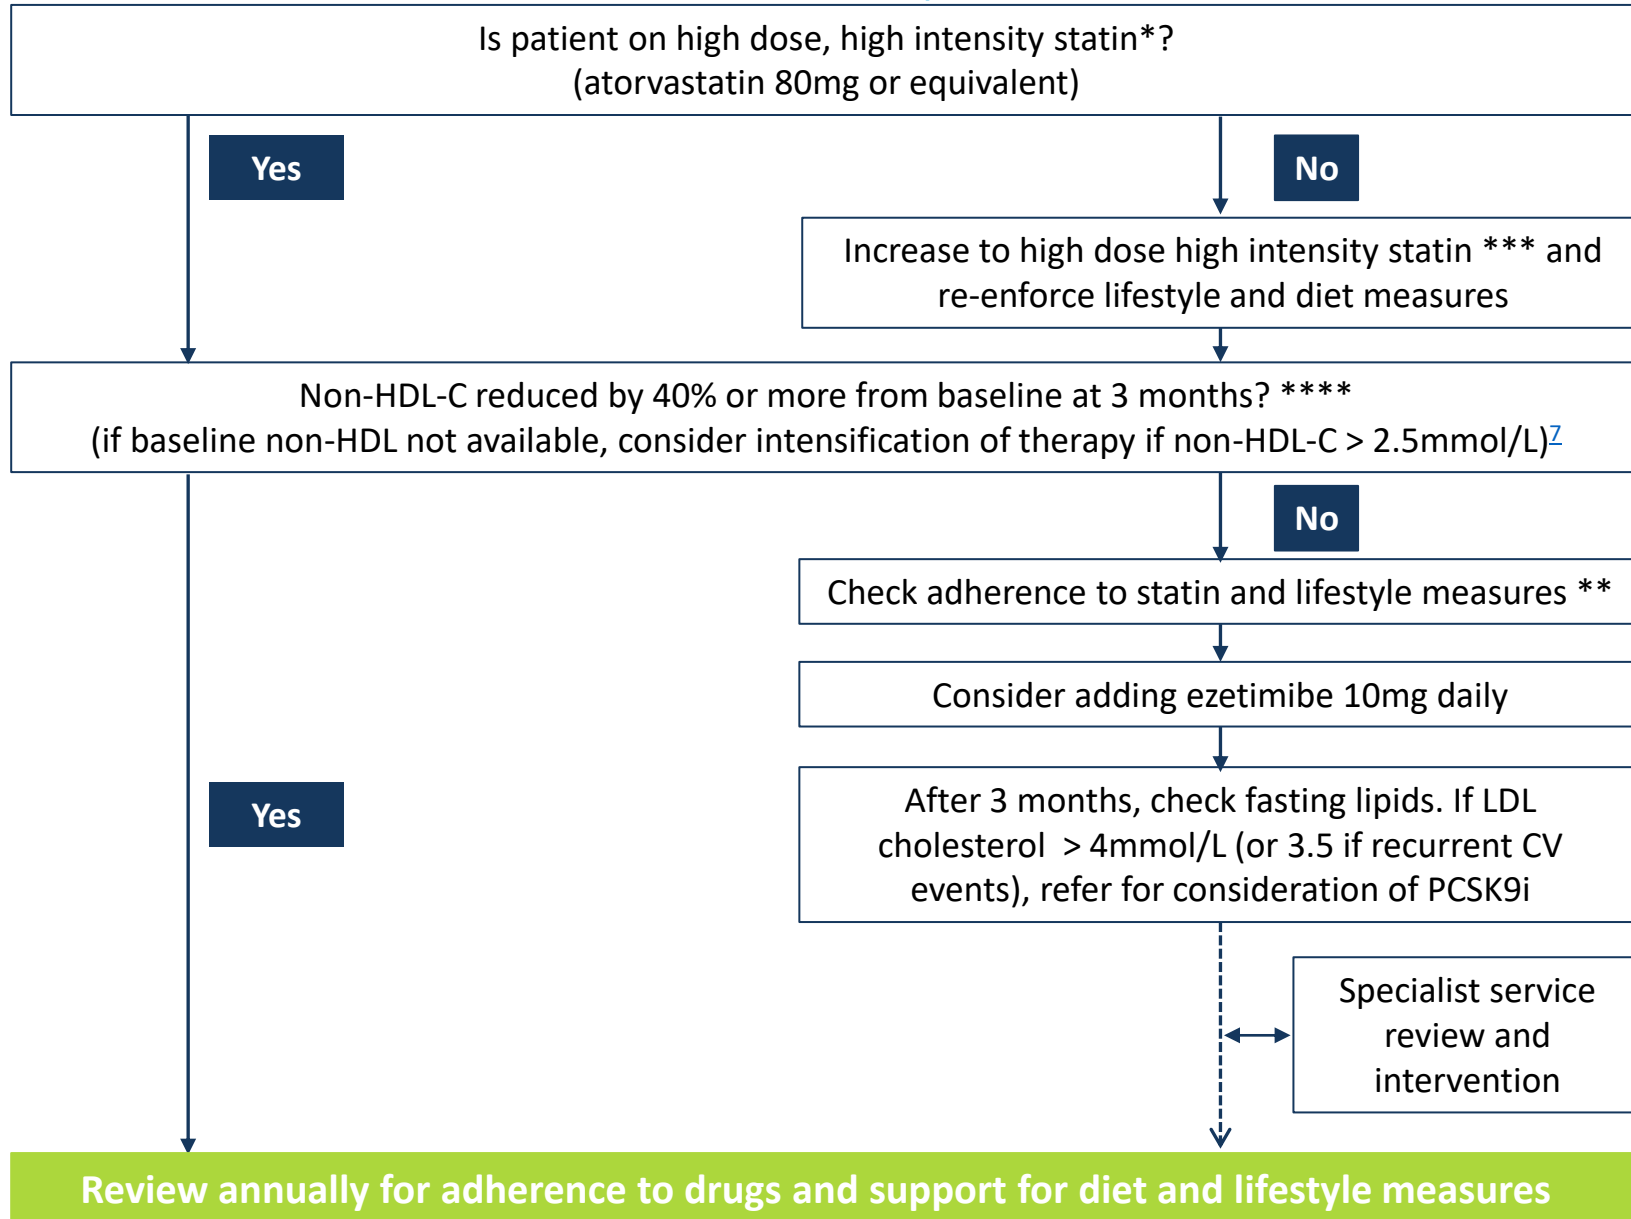 Is patient on high dose, high intensity statin*?
(atorvastatin 80mg or equivalent)
Yes
No
Increase to high dose high intensity statin *** and
re-enforce lifestyle and diet measures
Non-HDL-C reduced by 40% or more from baseline at 3 months? ****
(if baseline non-HDL not available, consider intensification of therapy if non-HDL-C > 2.5mmol/L)7
No
Check adherence to statin and lifestyle measures **
Consider adding ezetimibe 10mg daily
Yes
After 3 months, check fasting lipids. If LDL
cholesterol > 4mmol/L (or 3.5 if recurrent CV
events), refer for consideration of PCSK9i
Specialist service
review and
intervention
Review annually for adherence to drugs and support for diet and lifestyle measures